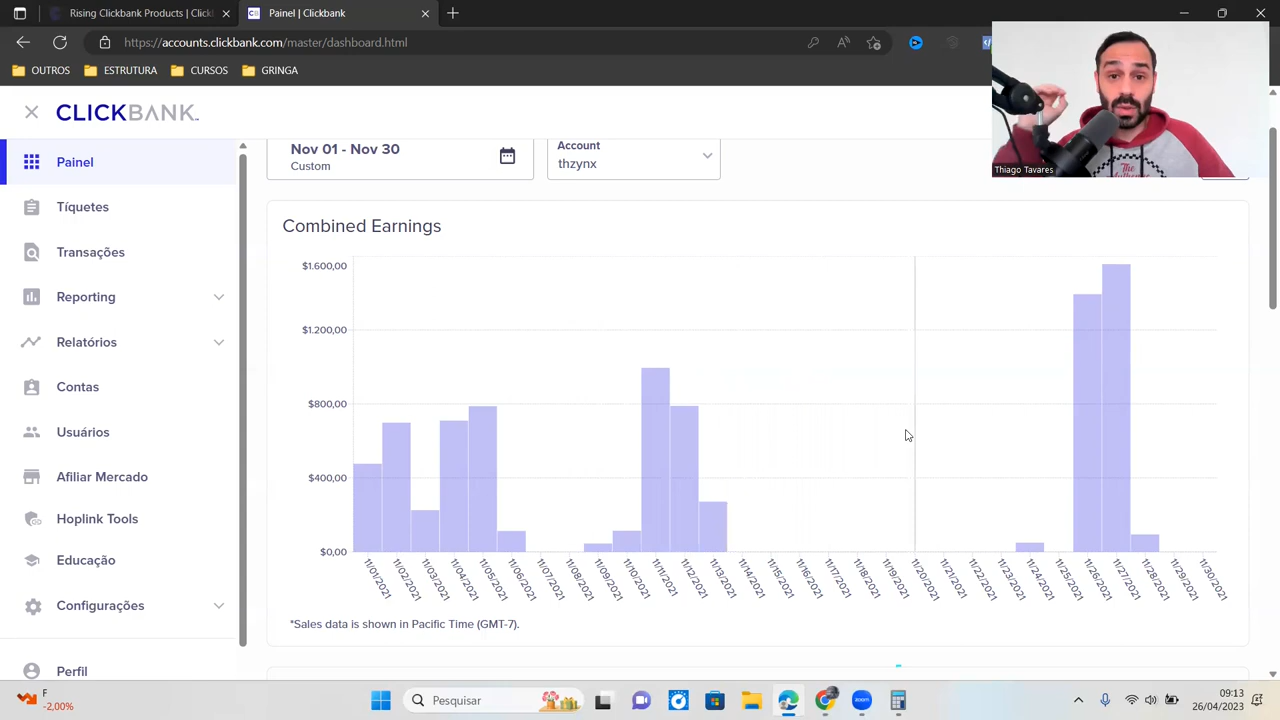 Rising ClickBank Products: Rich
Painel | ClickBank
https://accounts.clickbank.com/master/dashboard.html
OUTROS
ESTRUTURA
CURSOS
GRINGA
Thiago Tavares
CLICKBANK
Painel
Tíquetes
Transações
Reporting
Relatórios
Contas
Usuários
Afiliar Mercado
Hoplink Tools
Educação
Configurações
Perfil
Nov 01 - Nov 30
Custom
Account
thzynx
Combined Earnings
$1.600,00
$1.200,00
$800,00
$400,00
$0,00
11/01/2021
11/02/2021
11/03/2021
11/04/2021
11/05/2021
11/06/2021
11/07/2021
11/08/2021
11/09/2021
11/10/2021
11/11/2021
11/12/2021
11/13/2021
11/14/2021
11/15/2021
11/16/2021
11/17/2021
11/18/2021
11/19/2021
11/20/2021
11/21/2021
11/22/2021
11/23/2021
11/24/2021
11/25/2021
11/26/2021
11/27/2021
11/28/2021
11/29/2021
11/30/2021
*Sales data is shown in Pacific Time (GMT-7).
F
-2,00%
Pesquisar
zoom
09:13
26/04/2023